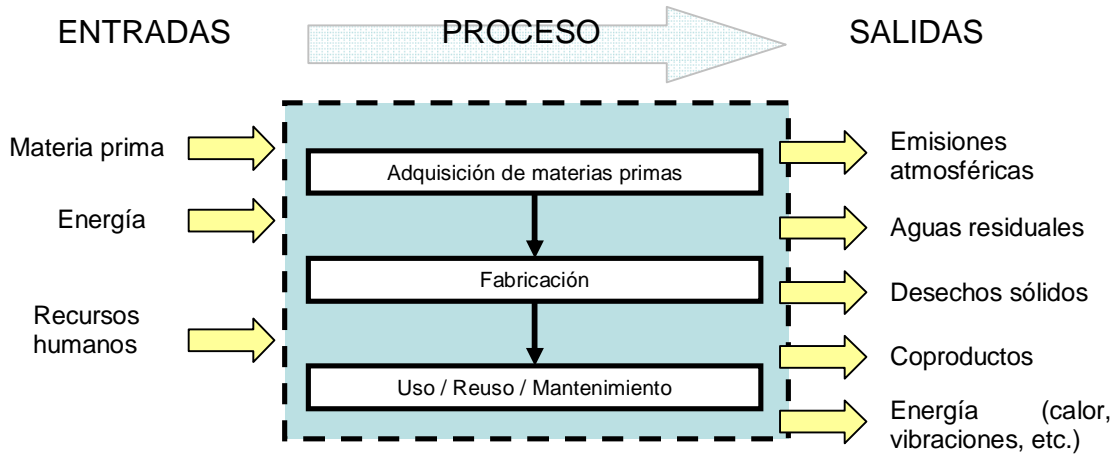 ENTRADAS
PROCESO
SALIDAS
Materia prima
Energía
Recursos
humanos
Adquisición de materias primas
Fabricación
Uso / Reuso / Mantenimiento
Emisiones
atmosféricas
Aguas residuales
Desechos sólidos
Coproductos
Energía (calor,
vibraciones, etc.)